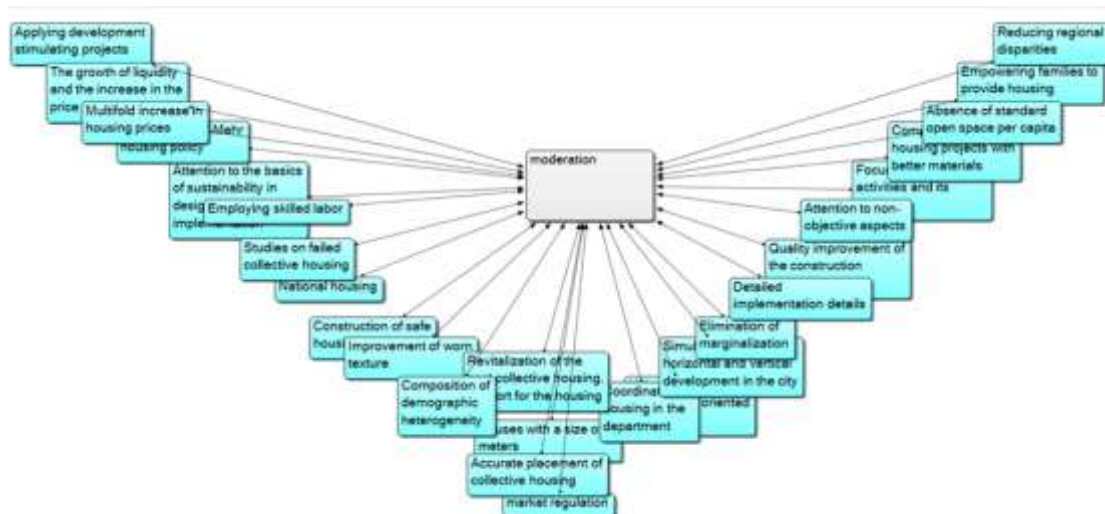 Applying development
stimulating projects
The growth of liquidity
and the increase in the
price
Multifold increase in
housing prices
Mehr
housing policy
Attention to the basics
of sustainability in
implementation
Employing skilled labor
Studies on failed
collective housing
National housing
Construction of safe
Improvement of worn
texture
Composition of
demographic
heterogeneity
Revitalization of the
collective housing
for the housing
with a size of
meters
Accurate placement of
collective housing
market regulation
housing in the
department
oriented
horizontal and vertical
development in the city
Elimination of
marginalization
Detailed
implementation details
Quality improvement of
the construction
Attention to non-
objective aspects
activities and its
housing projects with
better materials
Absence of standard
open space per capita
Empowering families to
provide housing
Reducing regional
disparities
moderation